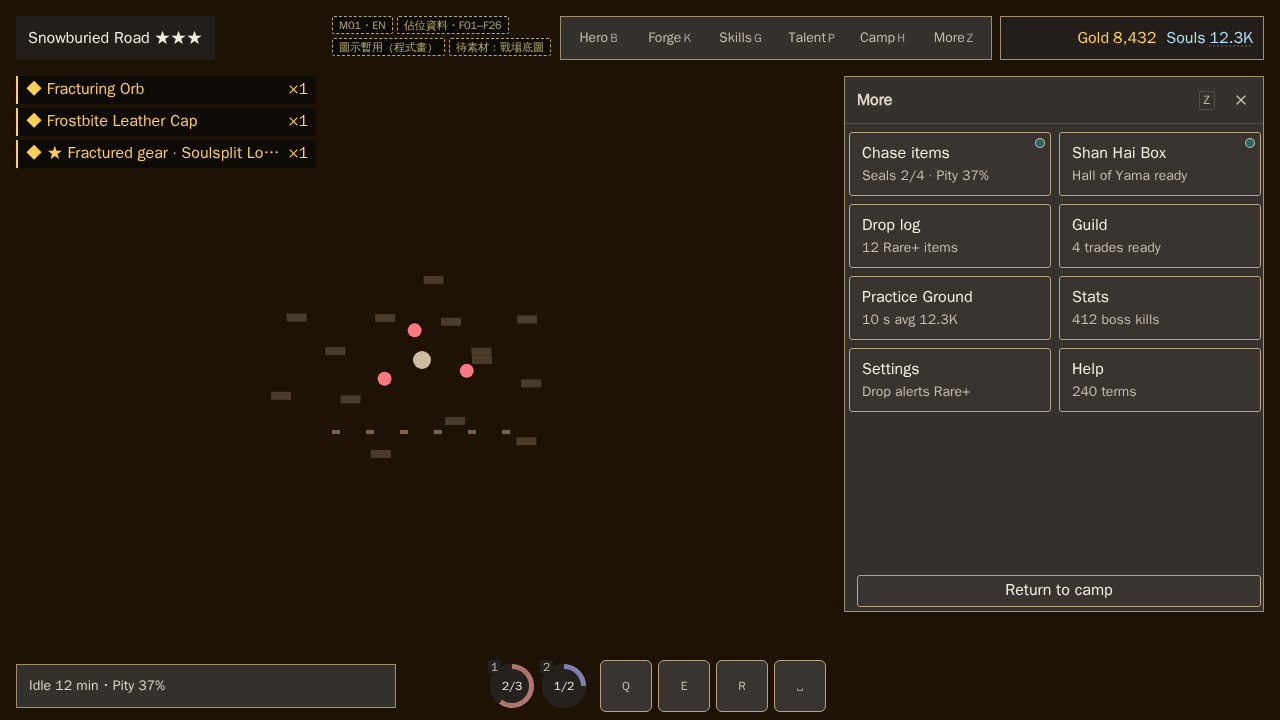 Snowburied Road ★★★
M01・EN
佔位資料・F01–F26
圖示暫用（程式畫）
待素材：戰場底圖
Hero B
Forge K
Skills G
Talent P
Camp H
More Z
Gold 8,432 Souls 12.3K
◆ Fracturing Orb ×1
◆ Frostbite Leather Cap ×1
◆ ★ Fractured gear · Soulsplit Lo··· ×1
More
Z ×
Chase items
Seals 2/4 · Pity 37%
Shan Hai Box
Hall of Yama ready
Drop log
12 Rare+ items
Guild
4 trades ready
Practice Ground
10 s avg 12.3K
Stats
412 boss kills
Settings
Drop alerts Rare+
Help
240 terms
Return to camp
Idle 12 min · Pity 37%
1
2/3
2
1/2
Q
E
R
␣